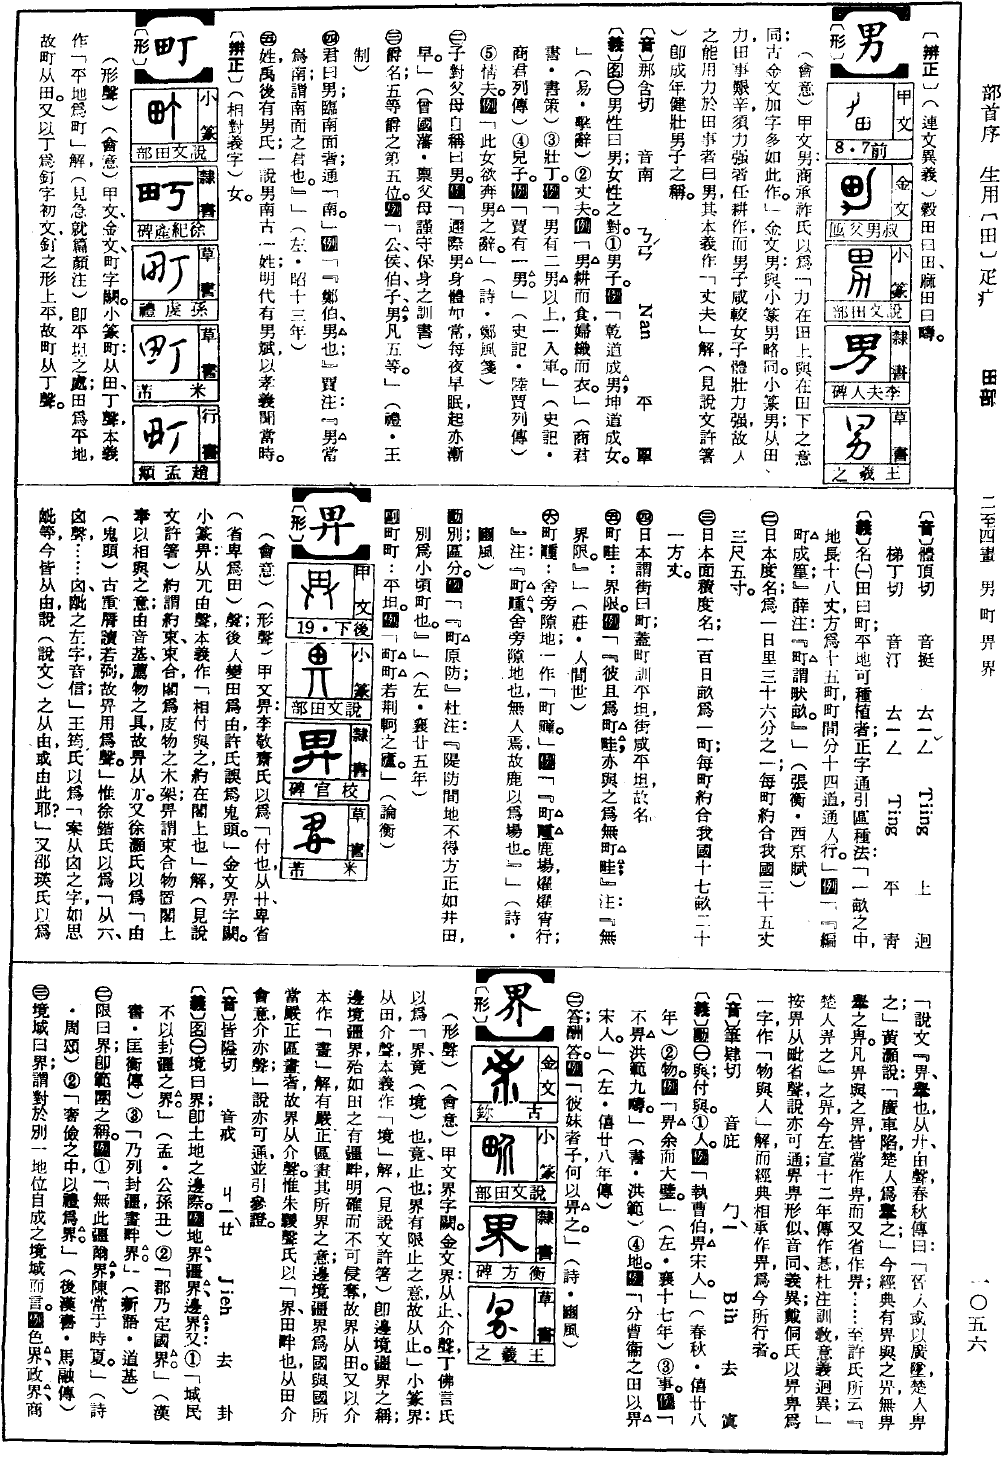 部首序 生用〔田〕疋疒 田部 二至四畫 男町畀界 一〇五六
〔辨正〕（連文異義）穀田曰田、麻田曰疇。
男
〔形〕
甲文 前7·8
金文 叔男父匜
小篆 說文田部
隸書 李夫人碑
草書 王羲之
（會意）甲文男商承祚氏以為「力在田上與在田下之意
同；古金文加字多如此作。」金文男與小篆男略同。小篆男从田、
力；田事艱辛，須力强者任耕作；而男子咸較女子體壯力强，故人
之能用力於田事者曰男。其本義作「丈夫」解（見說文許箸
）即成年健壯男子之稱。
〔音〕那含切 音南 ㄋㄢˊ Nan 平 覃
〔義〕名㊀男性曰男；女性之對。①男子。例「乾道成男，坤道成女。
」（易·繫辭）②丈夫。例「男耕而食，婦織而衣。」（商君
書·畫策）③壯丁。例「男有二男以上一入軍。」（史記·
商君列傳）④兒子。例「賈有一男。」（史記·陸賈列傳）
⑤情夫。例「此女欲奔男之辭。」（詩·鄭風箋）
㊁子對父母自稱曰男。例「邇際男身體如常，每夜早眠，起亦漸
早。」（曾國藩·稟父母謹守保身之訓書）
㊂爵名；五等爵之第五位。例「公、侯、伯、子、男，凡五等。」（禮·王
制）
㊃君曰男；臨南面者；通「南。」例「『鄭伯，男也。』賈注：『男當
為南，謂南面之君也。』」（左·昭十三年）
㊄姓，禹後有男氏，一說男南古一姓，明代有男斌，以孝義聞當時。
〔辨正〕（相對義字）女。
町
〔形〕
小篆 說文田部
隸書 徐紀產碑
草書 孫虔禮
草書 米芾
行書 趙孟頫
（形聲）（會意）甲文、金文町字闕。小篆町：从田、丁聲，本義
作「平地為町」解（見急就篇顏注）即平坦之處；田為平地，
故町从田。又以丁為釘字初文，釘之形上平，故町从丁聲。
〔音〕體頂切 音挺 ㄊㄧㄥˇ Tiing 上 迥
梯丁切 音汀 ㄊㄧㄥ Ting 平 青
〔義〕名㊀田曰町；平地可種植者；正字通引區種法：「一畝之中，
地長十八丈，方為十五町，町間分十四道通人行。」例「『編
町成篁。』薛注：『町謂畎畝。』」（張衡·西京賦）
㊁日本度名；為一日里三十六分之一，每町約合我國三十五丈
三尺五寸。
㊂日本面積度名；一百日畝為一町，每町約合我國十七畝二十
一方丈。
㊃日本謂街曰町；蓋町訓平坦，街咸平坦，故名。
㊄町畦：界限。例「『彼且為町畦，亦與之為無町畦。』注：『無
界限。』」（莊·人間世）
㊅町畽：舍旁隙地；一作「町疃。」例「『町畽鹿場，熠燿宵行；
』注：『町畽，舍旁隙地也，無人焉，故鹿以為場也。』」（詩·
豳風）
動別區分。例「『町原防』杜注：『隄防間地，不得方正如井田，
別為小頃町也。』」（左·襄廿五年）
副町町：平坦。例「町町若荊軻之廬。」（論衡）
畀
〔形〕
甲文 後下·19
小篆 說文田部
隸書 校官碑
草書 米芾
（會意）（形聲）甲文畀李敬齋氏以為「付也，从廾卑省
（省卑為田）聲，後人變田為由，許氏誤為鬼頭。」金文畀字闕。
小篆畀：从丌由聲，本義作「相付與之，約在閣上也」解（見說
文許箸）約謂約束，束合；閣為庋物之木架；畀謂束合物置閣上
奉以相與之意。由音甚；薦物之具，故畀从亣。又徐灝氏以為「由
（鬼頭）古重脣讀若弼，故畀用為聲。」惟徐鍇氏以為「从六、
囟聲……囟畀之左字音信」王筠氏以為「案从囟之字如思
毗等，今皆从由，說（說文）之从由，或由此耶？」又邵瑛氏以為
「說文『畀，舉也，从廾由聲，春秋傳曰：「晉人或以廣墜，楚人畀
之」黃灝說：「廣車陷，楚人為舉之」今經典有畀與之畀，無畀
舉之畀；凡畀與之畀，皆當作畁，而又省作畀……至許氏所云『
楚人畀之』之畀，今左宣十二年傳作惎，杜注訓教，意義迥異；」
按畀从毗省聲，說亦可通；畀畀形似、音同、義異。戴侗氏以畀畀為
一字，作「物與人」解；而經典相承作畀，為今所行者。
〔音〕筆肄切 音庇 ㄅㄧˋ Bih 去 寘
〔義〕動㊀與；付與。①人。例「執曹伯畀宋人。」（春秋·僖廿八
年）②物。例「畀余而大璧。」（左·襄十七年）③事。例「
不畀洪範九疇。」（書·洪範）④地。例「分曹衞之田以畀
宋人。」（左·僖廿八年傳）
㊁答酬答。例「彼姝者子，何以畀之。」（詩·鄘風）
界
〔形〕
金文 古鉥
小篆 說文田部
隸書 衡方碑
草書 王羲之
（形聲）（會意）甲文界字闕。金文界：从止、介聲；丁佛言氏
以為「界，竟（境）也，竟，止也，界有限止之意，故从止。」小篆界：
从田、介聲，本義作「境」解（見說文許箸）即邊境疆界之稱；
邊境疆界殆如田之有疆畔，明確而不可侵奪，故界从田。又以介
本作「畫」解，有嚴正區畫其所界之意；邊境疆界為國與國所
當嚴正區畫者，故界从介聲。惟朱駿聲氏以「界，田畔也，从田介
會意，介亦聲」說亦可通，並引參證。
〔音〕皆隘切 音戒 ㄐㄧㄝˋ Jieh 去 卦
〔義〕名㊀境曰界；即土地之邊際。例地界、疆界、邊界；又：①「域民
不以封疆之界。」（孟·公孫丑）②「郡乃定國界」（漢
書·匡衡傳）③「乃列封疆畫畔界」（新語·道基）
㊁限曰界；即範圍之稱。例①「無此疆爾界，陳常于時夏。」（詩
·周頌）②「奢儉之中，以禮為界。」（後漢書·馬融傳）
㊂境域曰界；謂對於別一地位自成之境域而言。例色界、政界、商